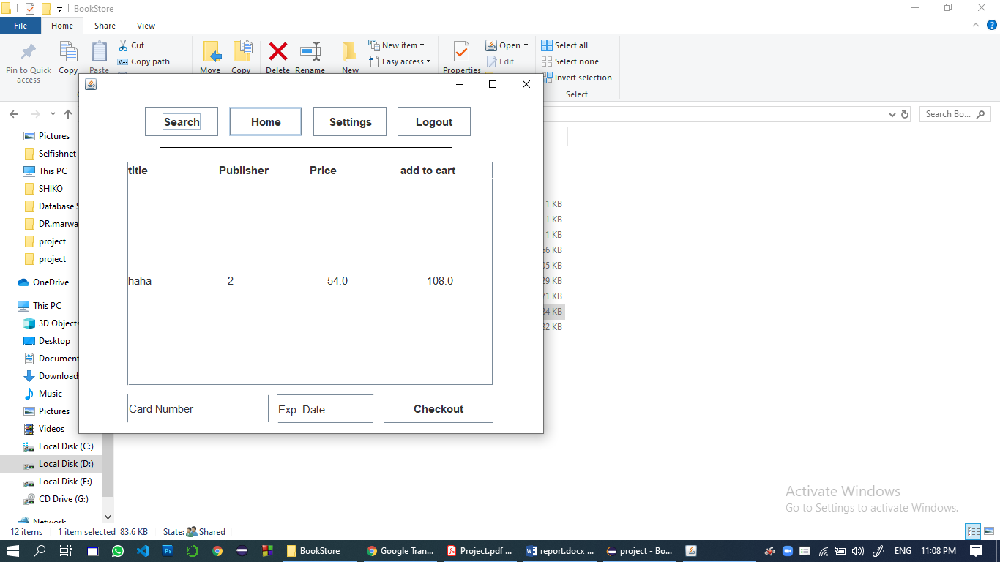 BookStore
File Home Share View
Cut
New item
Open
Select all
Copy path
Easy access
Edit
Select none
Pin to Quick access
Copy
Paste
Move
Copy
Delete
Rename
New
Properties
Invert selection
Select
Search Bo...
Search Home Settings Logout
title Publisher Price add to cart
haha 2 54.0 108.0
Card Number Exp. Date Checkout
Pictures
Selfishnet
This PC
SHIKO
Database
DR.marwa
project
project
OneDrive
This PC
3D Objects
Desktop
Document
Download
Music
Pictures
Videos
Local Disk (C:)
Local Disk (D:)
Local Disk (E:)
CD Drive (G:)
Network
1 KB
1 KB
1 KB
KB
KB
KB
KB
KB
KB
Activate Windows
Go to Settings to activate Windows.
12 items 1 item selected 83.6 KB State: Shared
BookStore Google Tran... Project.pdf ... report.docx ... project - Bo... ENG 11:08 PM